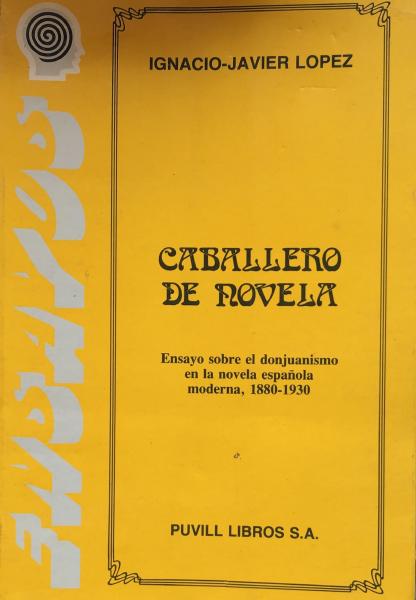 IGNACIO-JAVIER LOPEZ
CABALLERO
DE NOVELA
Ensayo sobre el donjuanismo
en la novela española
moderna, 1880-1930
PUVILL LIBROS S.A.
ENSAYOS